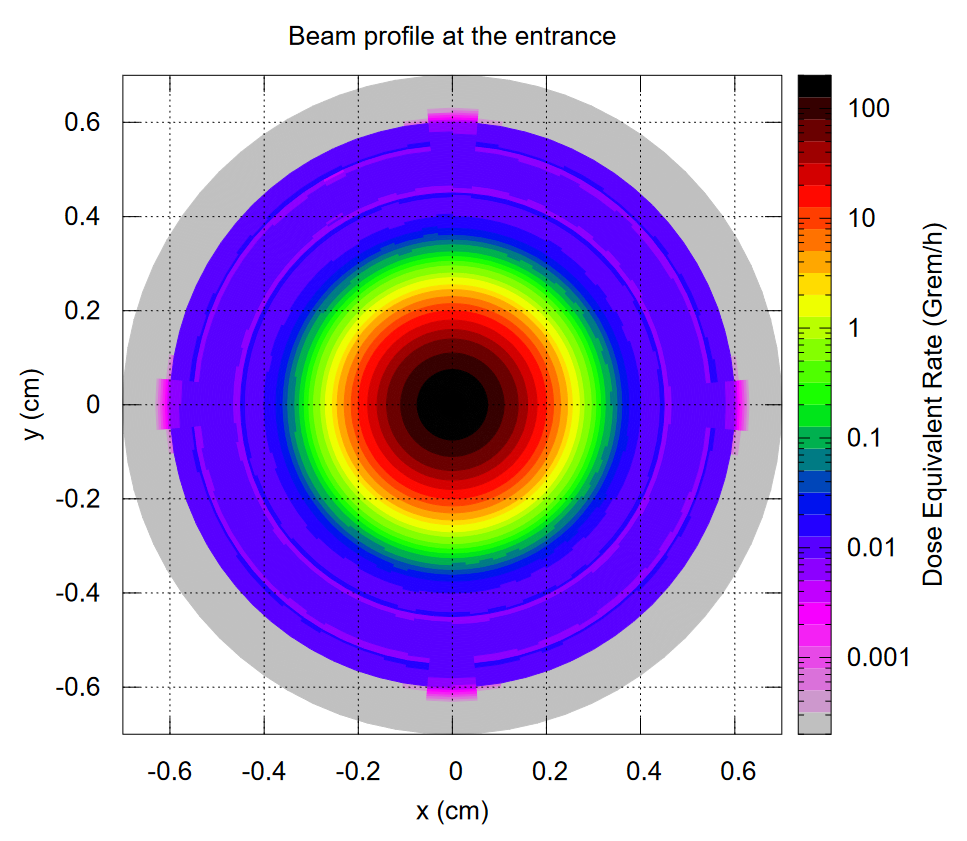 Beam profile at the entrance
0.6
0.4
0.2
0
-0.2
-0.4
-0.6
y (cm)
-0.6 -0.4 -0.2 0 0.2 0.4 0.6
x (cm)
100
10
1
0.1
0.01
0.001
Dose Equivalent Rate (Grem/h)